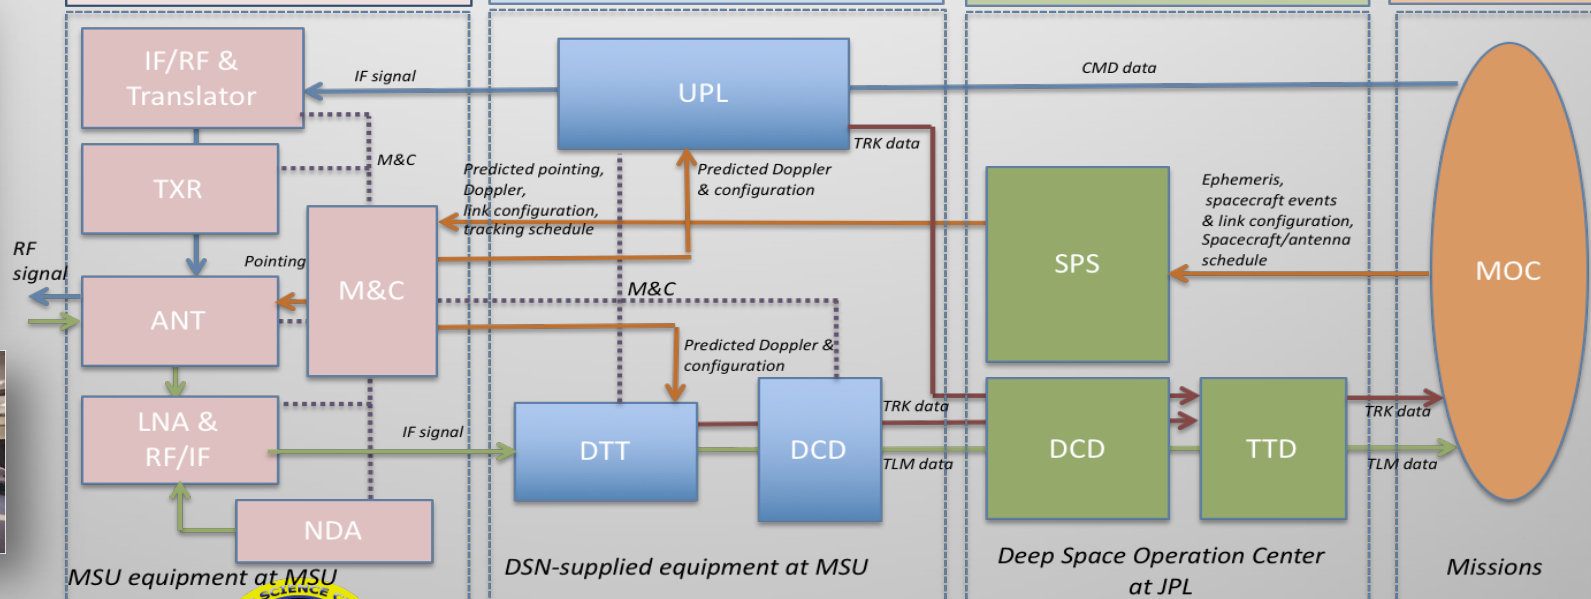 IF/RF &
Translator
IF signal
UPL
CMD data
TRK data
M&C
TXR
Predicted pointing,
Doppler,
link configuration,
tracking schedule
Predicted Doppler
& configuration
Ephemeris,
spacecraft events
& link configuration,
Spacecraft/antenna
schedule
RF
signal
Pointing
M&C
ANT
M&C
SPS
MOC
Predicted Doppler &
configuration
LNA &
RF/IF
IF signal
DTT
DCD
TRK data
TLM data
DCD
TTD
TRK data
TLM data
NDA
MSU equipment at MSU
DSN-supplied equipment at MSU
Deep Space Operation Center
at JPL
Missions
SCIENCE